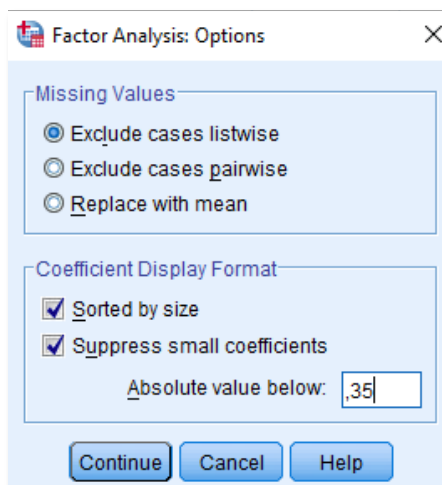 Factor Analysis: Options
Missing Values
Exclude cases listwise
Exclude cases pairwise
Replace with mean
Coefficient Display Format
Sorted by size
Suppress small coefficients
Absolute value below: ,35
Continue Cancel Help